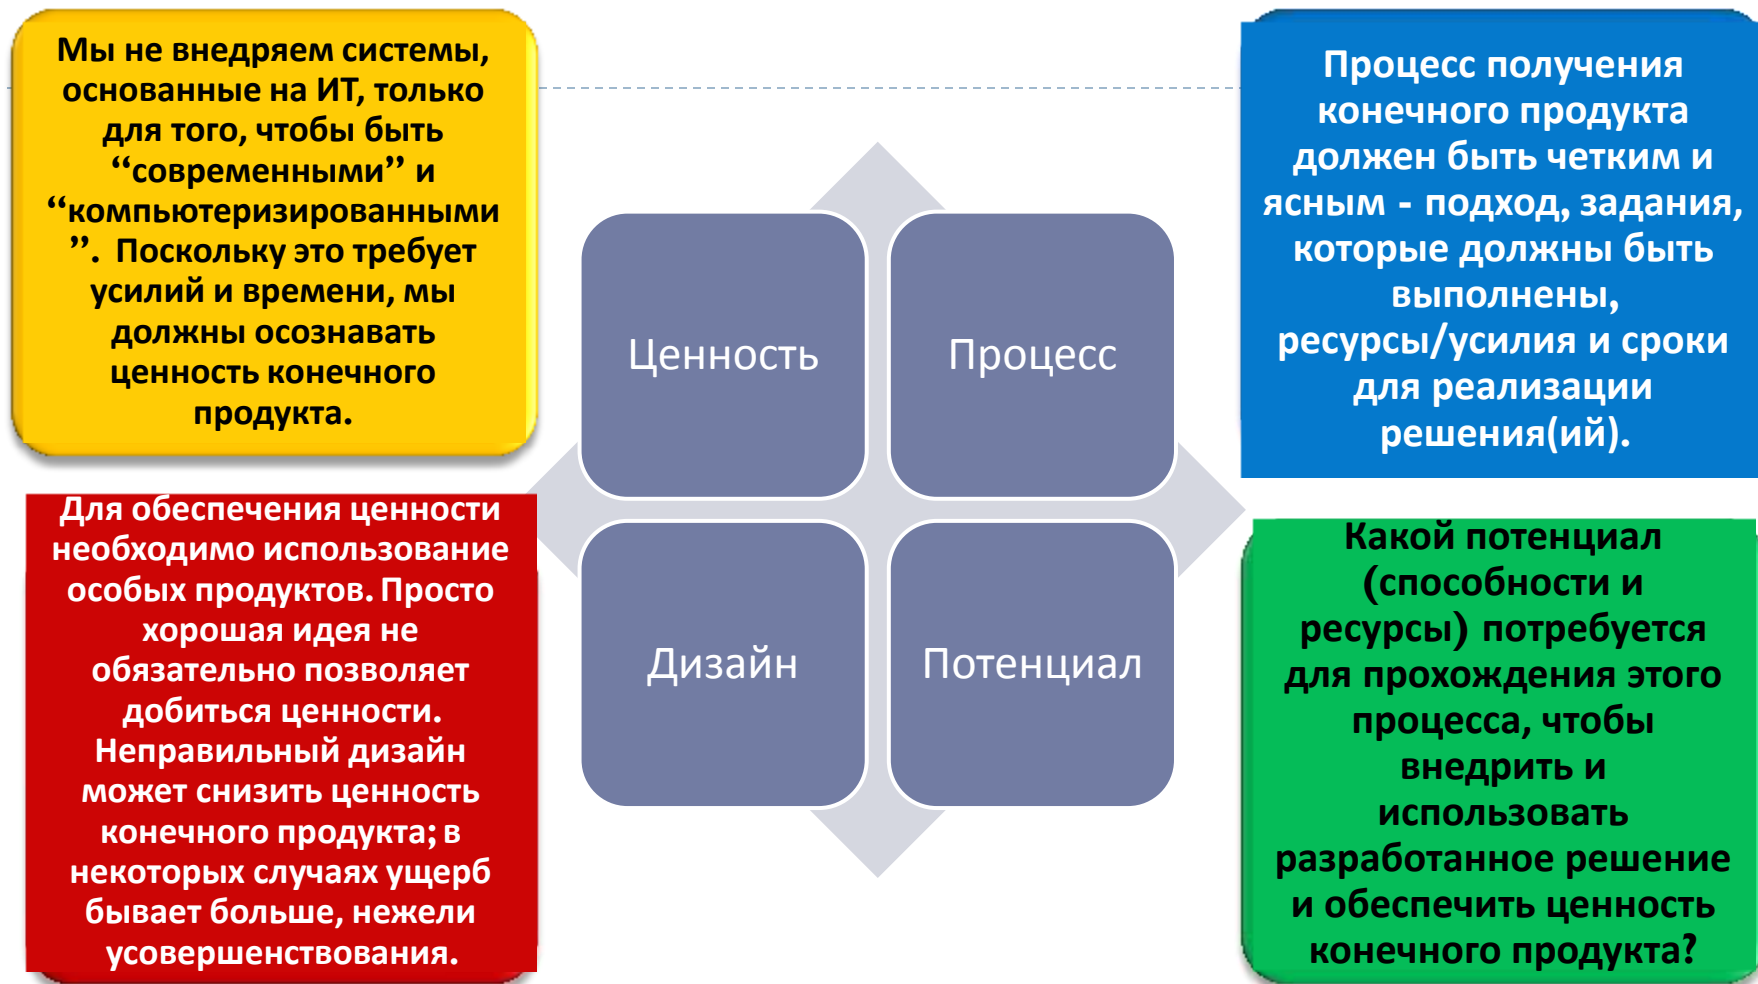 Мы не внедряем системы,
основанные на ИТ, только
для того, чтобы быть
“современными” и
“компьютеризированными
”. Поскольку это требует
усилий и времени, мы
должны осознавать
ценность конечного
продукта.
Процесс получения
конечного продукта
должен быть четким и
ясным - подход, задания,
которые должны быть
выполнены,
ресурсы/усилия и сроки
для реализации
решения(ий).
Ценность
Процесс
Дизайн
Потенциал
Для обеспечения ценности
необходимо использование
особых продуктов. Просто
хорошая идея не
обязательно позволяет
добиться ценности.
Неправильный дизайн
может снизить ценность
конечного продукта; в
некоторых случаях ущерб
бывает больше, нежели
усовершенствования.
Какой потенциал
(способности и
ресурсы) потребуется
для прохождения этого
процесса, чтобы
внедрить и
использовать
разработанное решение
и обеспечить ценность
конечного продукта?